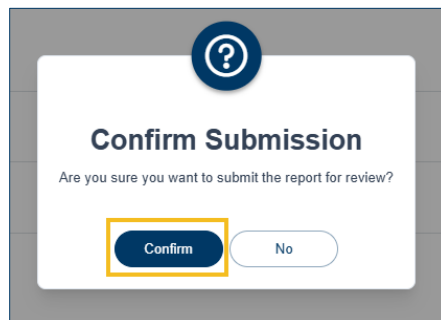 ?
Confirm Submission
Are you sure you want to submit the report for review?
Confirm No